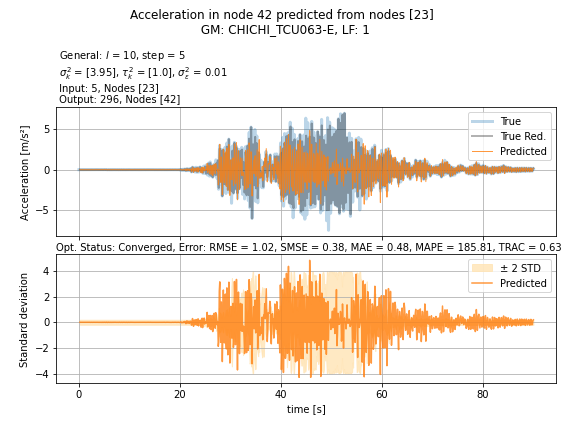 Acceleration in node 42 predicted from nodes [23]
GM: CHICHI_TCU063-E, LF: 1
General: l = 10, step = 5
σ²ₖ = [3.95], τ²ₖ = [1.0], σ²ε = 0.01
Input: 5, Nodes [23]
Output: 296, Nodes [42]
Acceleration [m/s²]
5
0
−5
True
True Red.
Predicted
Opt. Status: Converged, Error: RMSE = 1.02, SMSE = 0.38, MAE = 0.48, MAPE = 185.81, TRAC = 0.63
Standard deviation
4
2
0
−2
−4
± 2 STD
Predicted
0 20 40 60 80
time [s]